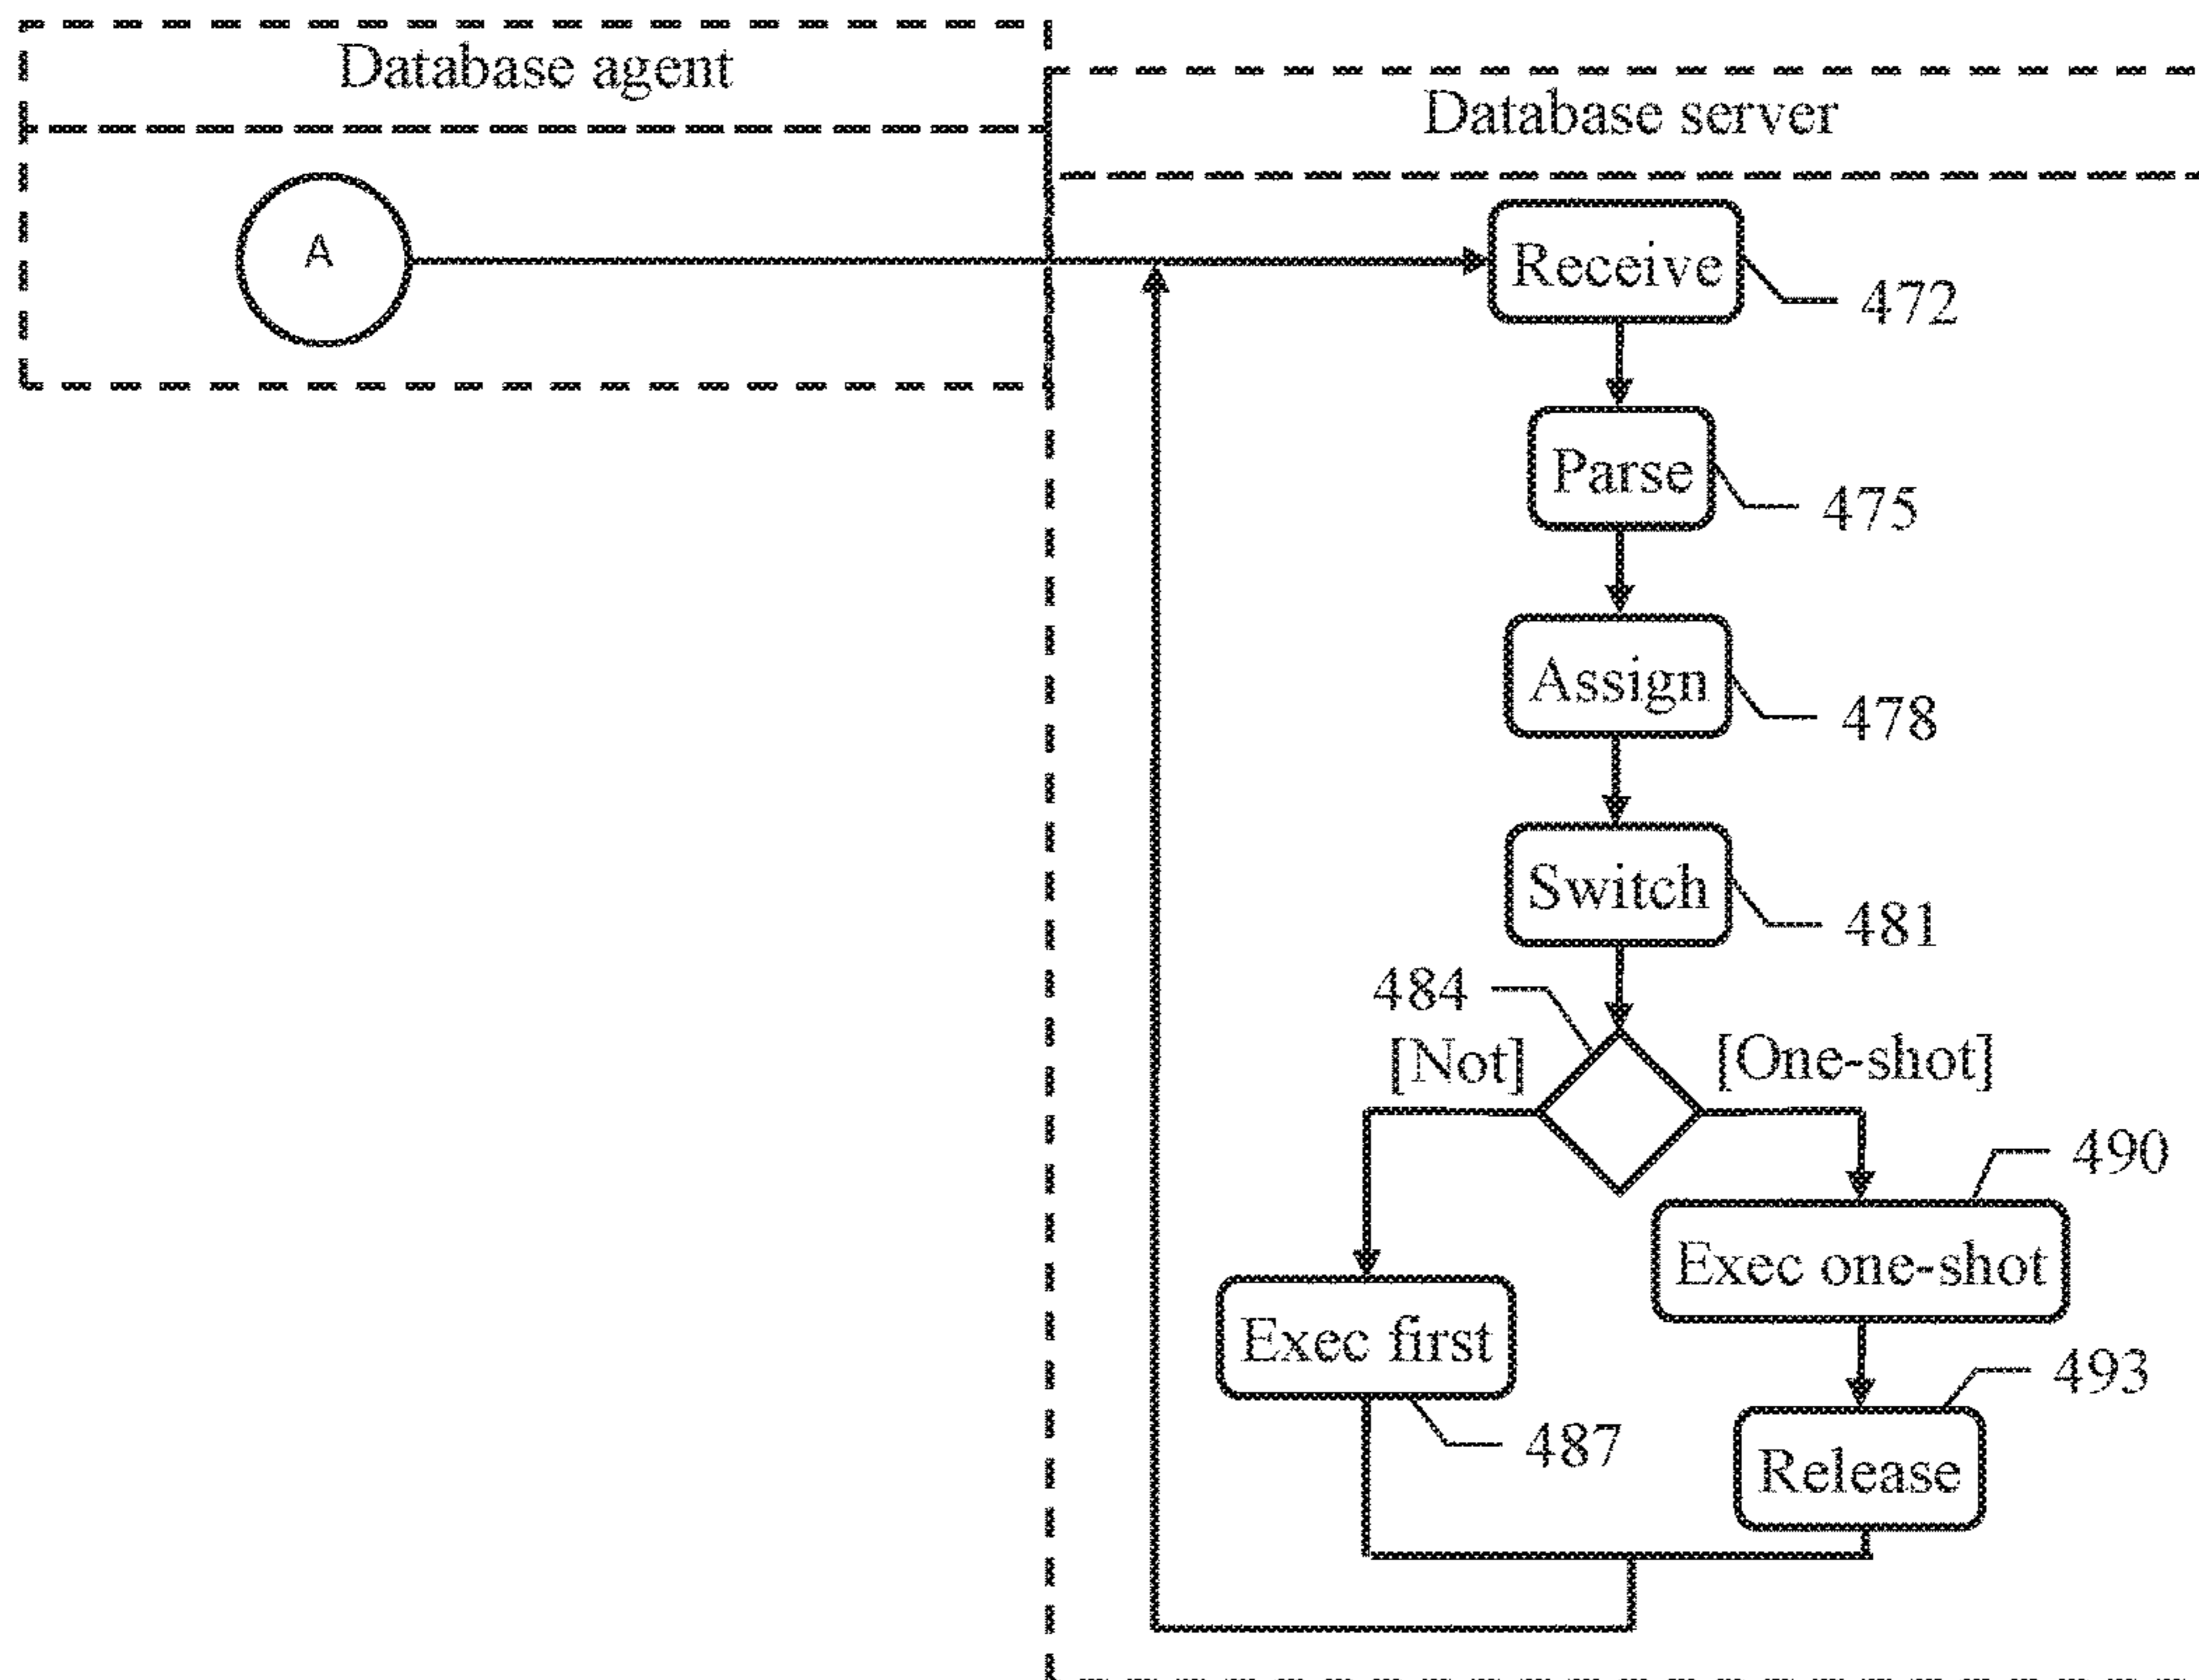 Database agent
Database server
A
Receive
472
Parse
475
Assign
478
Switch
481
484
[Not]
[One-shot]
490
Exec one-shot
Exec first
493
487
Release